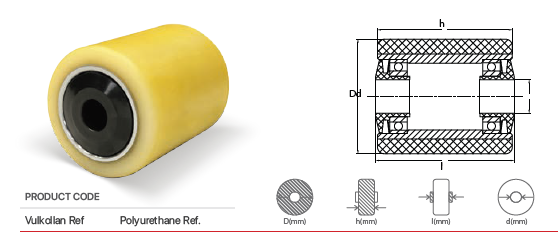 h
Dd
l
PRODUCT CODE
Vulkollan Ref
Polyurethane Ref.
D(mm)
h(mm)
l(mm)
d(mm)